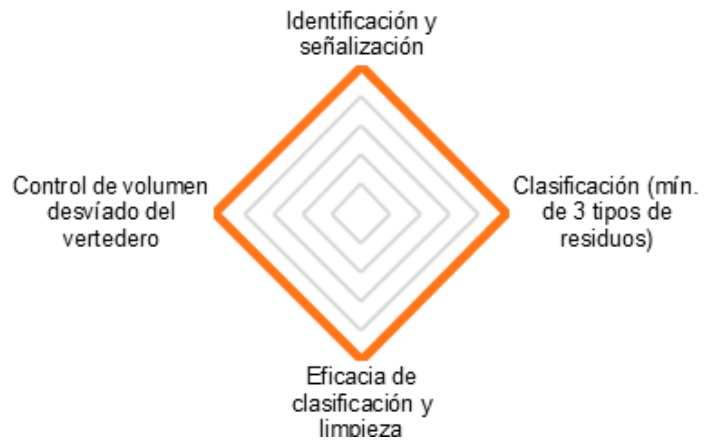 Identificación y
señalización
Control de volumen
desvíado del
vertedero
Clasificación (mín.
de 3 tipos de
residuos)
Eficacia de
clasificación y
limpieza